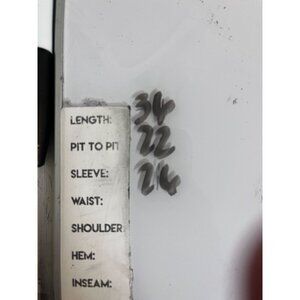 LENGTH: 34
PIT TO PIT 22
SLEEVE: 24
WAIST:
SHOULDER
HEM:
INSEAM: